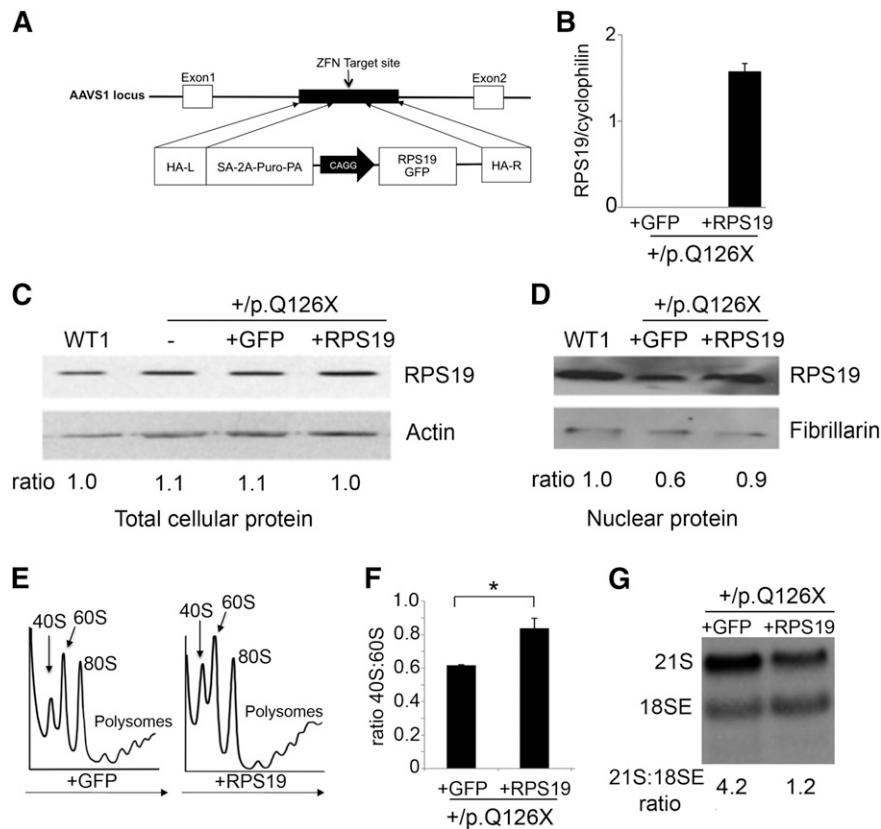 A
ZFN Target site
Exon1
Exon2
AAVS1 locus
HA-L
SA-2A-Puro-PA
CAGG
RPS19
GFP
HA-R
B
RPS19/cyclophilin
2
1
0
+GFP
+RPS19
+/p.Q126X
C
+/p.Q126X
WT1
-
+GFP
+RPS19
RPS19
Actin
ratio 1.0 1.1 1.1 1.0
Total cellular protein
D
+/p.Q126X
WT1
+GFP
+RPS19
RPS19
Fibrillarin
ratio 1.0 0.6 0.9
Nuclear protein
E
40S
60S
80S
Polysomes
+GFP
40S
60S
80S
Polysomes
+RPS19
F
ratio 40S:60S
1.0
0.8
0.6
0.4
0.2
0
*
+GFP
+RPS19
+/p.Q126X
G
+/p.Q126X
+GFP
+RPS19
21S
18SE
21S:18SE
ratio
4.2
1.2